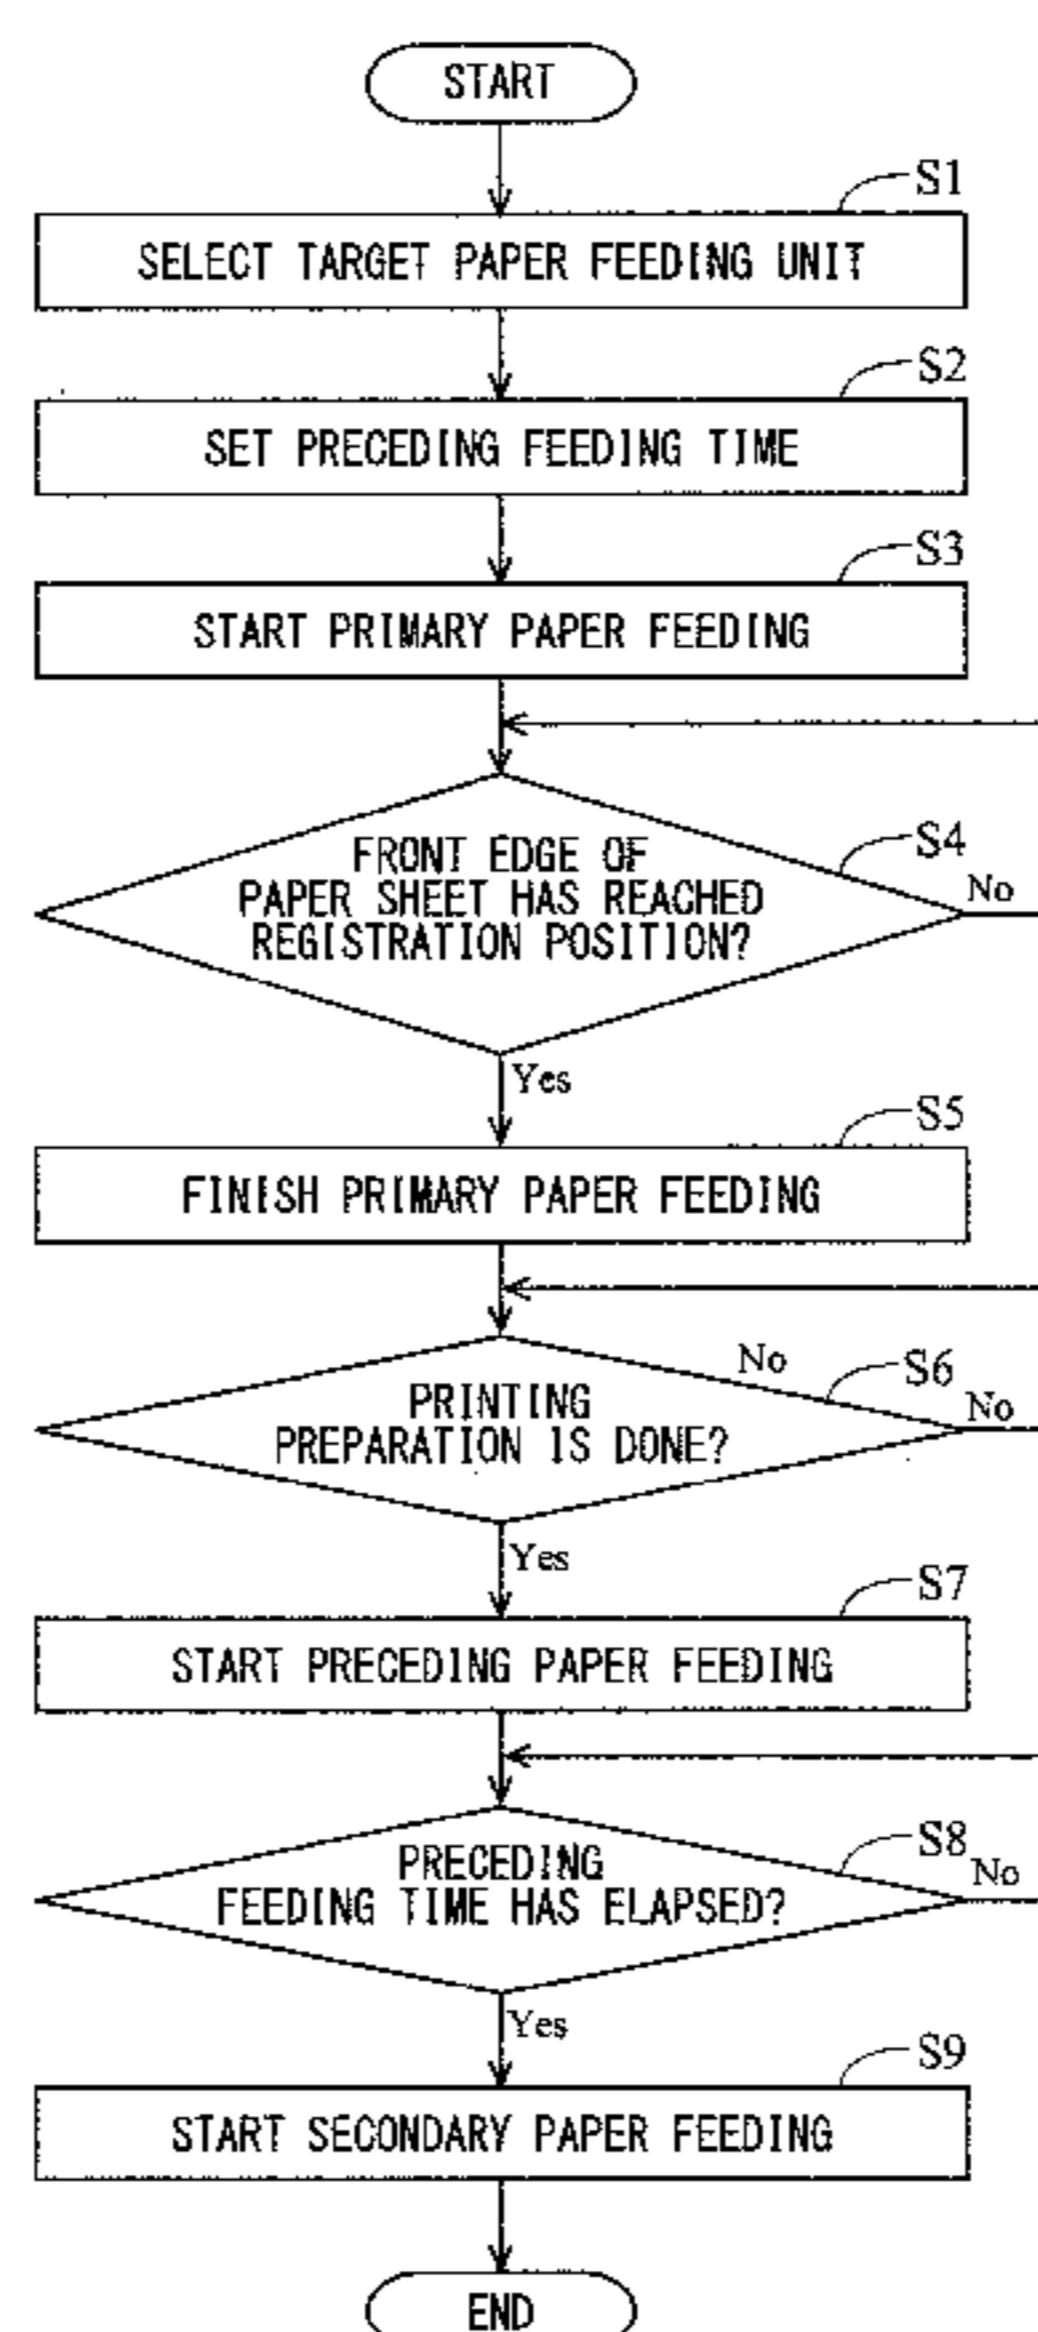 START
S1
SELECT TARGET PAPER FEEDING UNIT
S2
SET PRECEDING FEEDING TIME
S3
START PRIMARY PAPER FEEDING
S4
FRONT EDGE OF
PAPER SHEET HAS REACHED
REGISTRATION POSITION?
No
Yes
S5
FINISH PRIMARY PAPER FEEDING
No
S6
PRINTING
PREPARATION IS DONE?
No
Yes
S7
START PRECEDING PAPER FEEDING
S8
PRECEDING
FEEDING TIME HAS ELAPSED?
No
Yes
S9
START SECONDARY PAPER FEEDING
END